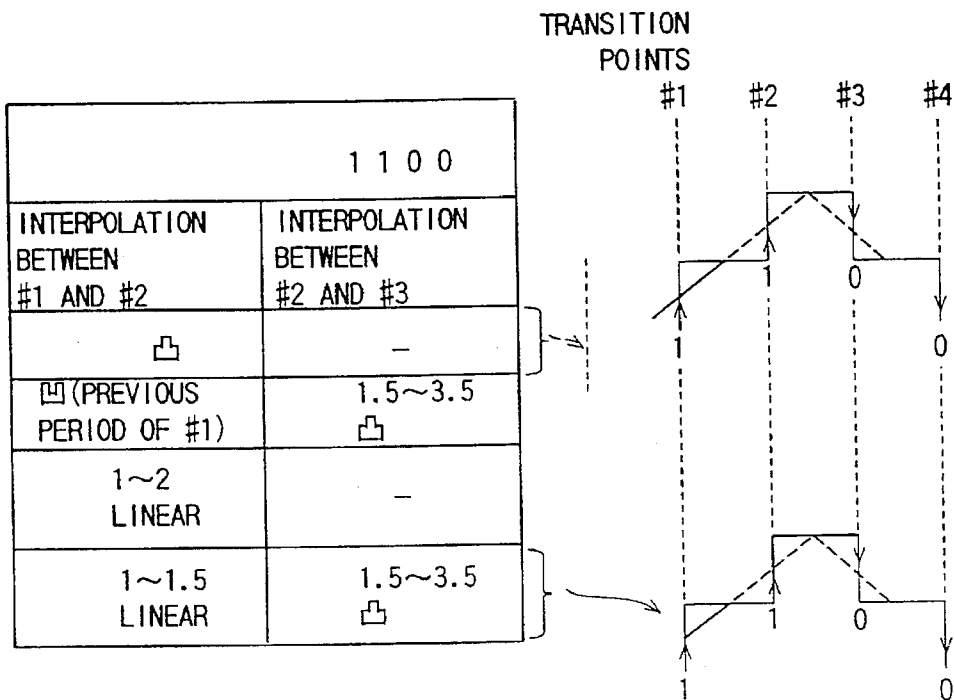 TRANSITION
POINTS
#1 #2 #3 #4
1 1 0 0
INTERPOLATION
BETWEEN
#1 AND #2
INTERPOLATION
BETWEEN
#2 AND #3
凸
–
凹(PREVIOUS
PERIOD OF #1)
1.5~3.5
凸
1~2
LINEAR
–
1~1.5
LINEAR
1.5~3.5
凸
1 0
1 0
1 0
1 0